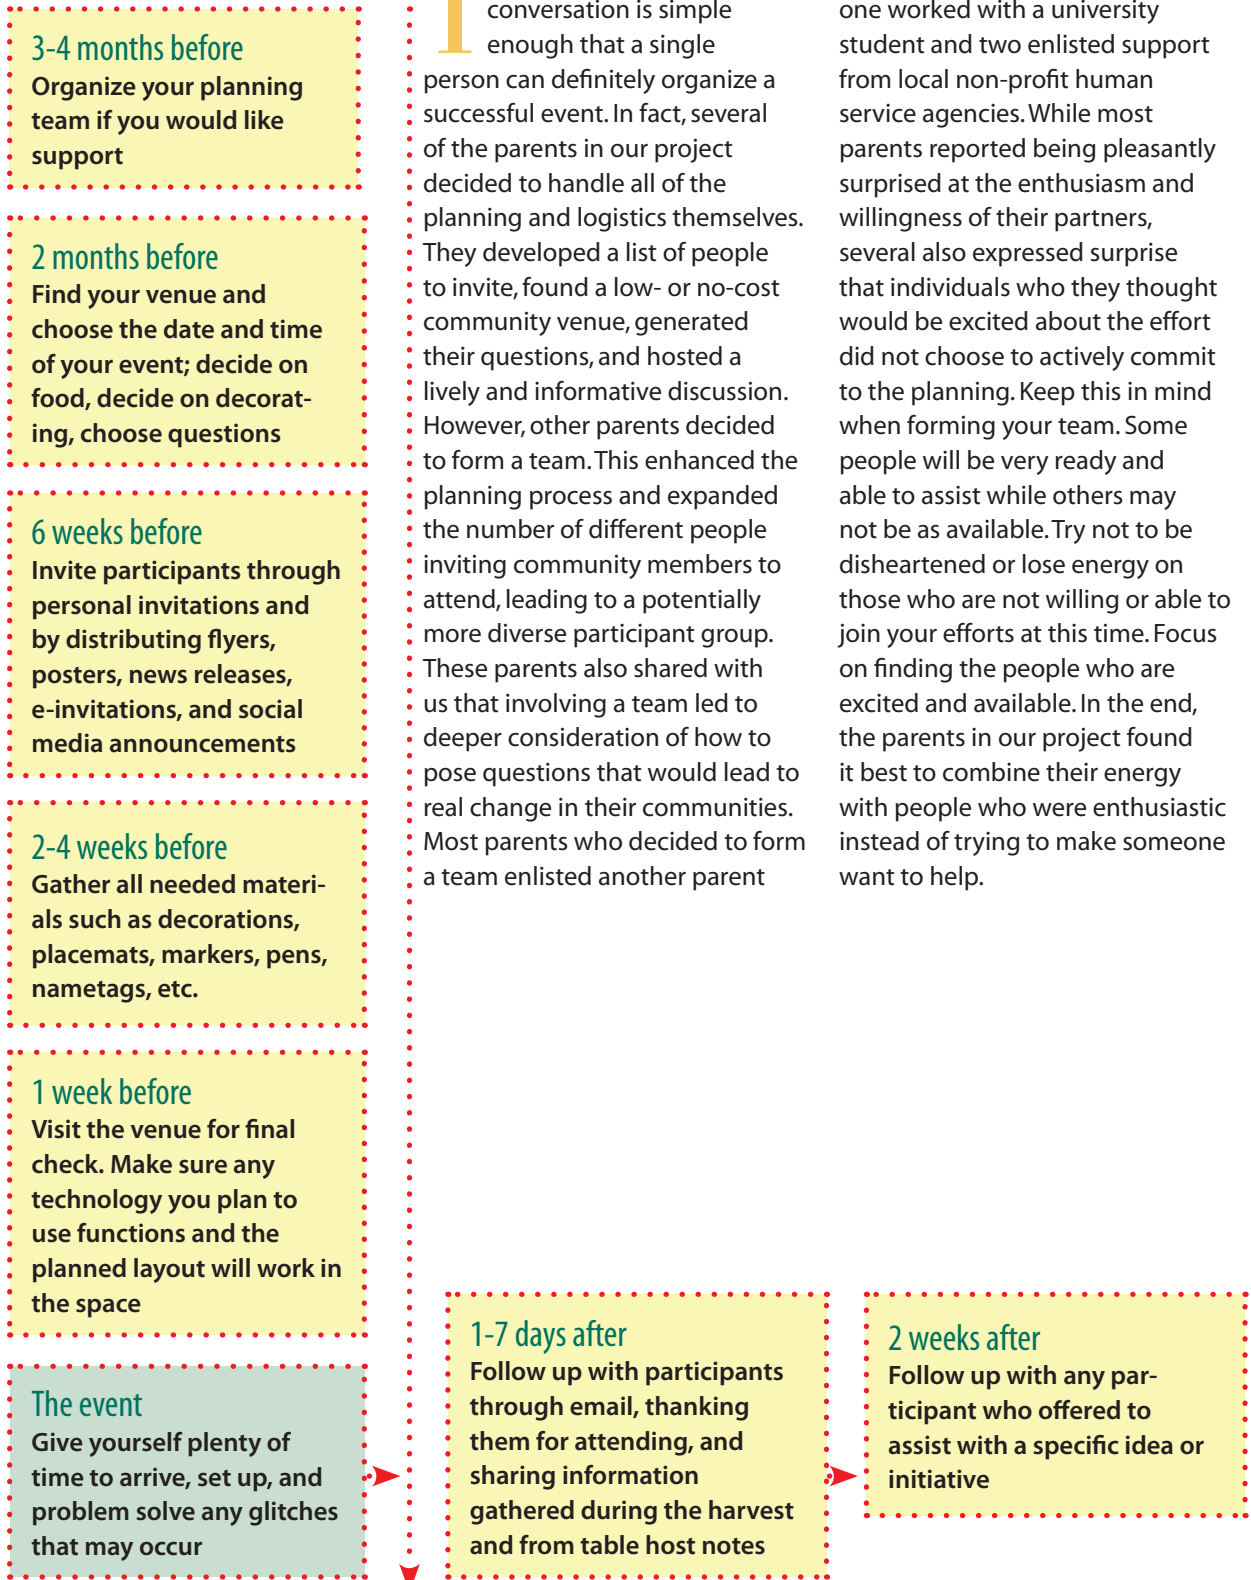 3-4 months before
Organize your planning
team if you would like
support
2 months before
Find your venue and
choose the date and time
of your event; decide on
food, decide on decorat-
ing, choose questions
6 weeks before
Invite participants through
personal invitations and
by distributing flyers,
posters, news releases,
e-invitations, and social
media announcements
2-4 weeks before
Gather all needed materi-
als such as decorations,
placemats, markers, pens,
nametags, etc.
1 week before
Visit the venue for final
check. Make sure any
technology you plan to
use functions and the
planned layout will work in
the space
The event
Give yourself plenty of
time to arrive, set up, and
problem solve any glitches
that may occur
1-7 days after
Follow up with participants
through email, thanking
them for attending, and
sharing information
gathered during the harvest
and from table host notes
2 weeks after
Follow up with any par-
ticipant who offered to
assist with a specific idea or
initiative
conversation is simple
enough that a single
person can definitely organize a
successful event. In fact, several
of the parents in our project
decided to handle all of the
planning and logistics themselves.
They developed a list of people
to invite, found a low- or no-cost
community venue, generated
their questions, and hosted a
lively and informative discussion.
However, other parents decided
to form a team. This enhanced the
planning process and expanded
the number of different people
inviting community members to
attend, leading to a potentially
more diverse participant group.
These parents also shared with
us that involving a team led to
deeper consideration of how to
pose questions that would lead to
real change in their communities.
Most parents who decided to form
a team enlisted another parent
one worked with a university
student and two enlisted support
from local non-profit human
service agencies. While most
parents reported being pleasantly
surprised at the enthusiasm and
willingness of their partners,
several also expressed surprise
that individuals who they thought
would be excited about the effort
did not choose to actively commit
to the planning. Keep this in mind
when forming your team. Some
people will be very ready and
able to assist while others may
not be as available. Try not to be
disheartened or lose energy on
those who are not willing or able to
join your efforts at this time. Focus
on finding the people who are
excited and available. In the end,
the parents in our project found
it best to combine their energy
with people who were enthusiastic
instead of trying to make someone
want to help.